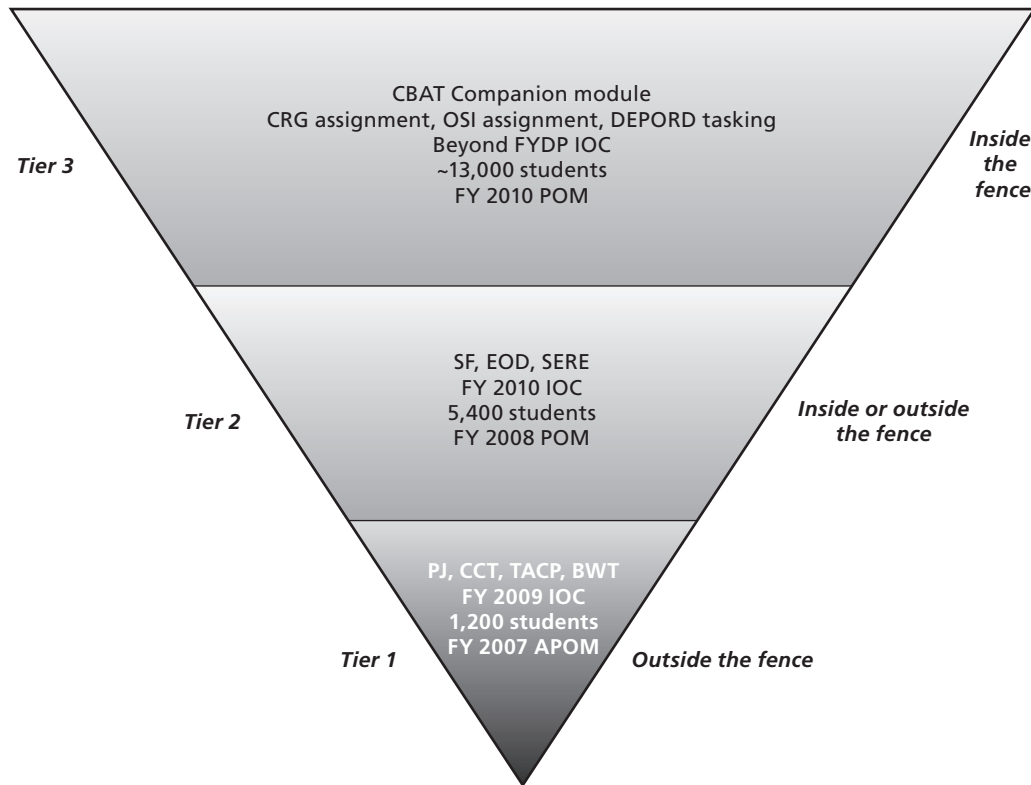 CBAT Companion module
CRG assignment, OSI assignment, DEPORD tasking
Beyond FYDP IOC
~13,000 students
FY 2010 POM
Tier 3
Inside
the
fence
SF, EOD, SERE
FY 2010 IOC
5,400 students
FY 2008 POM
Tier 2
Inside or outside
the fence
PJ, CCT, TACP, BWT
FY 2009 IOC
1,200 students
FY 2007 APOM
Tier 1
Outside the fence